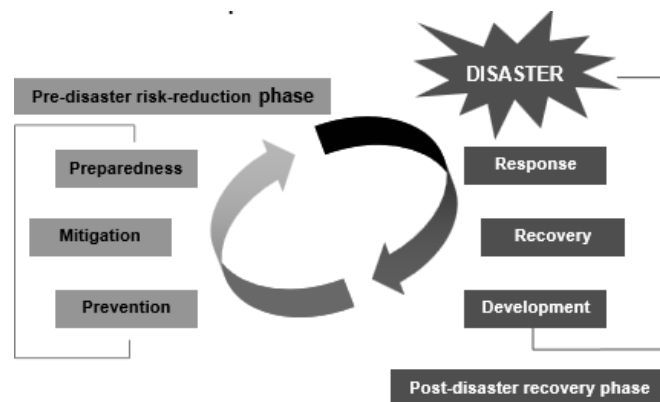 DISASTER
Pre-disaster risk-reduction phase
Preparedness
Mitigation
Prevention
Response
Recovery
Development
Post-disaster recovery phase